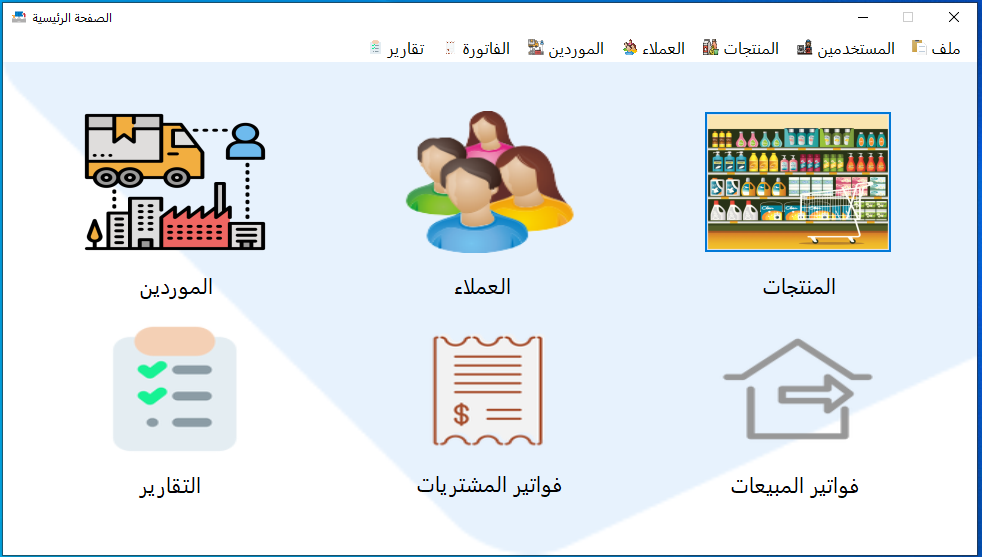 الصفحة الرئيسية
ملف المستخدمين المنتجات العملاء الموردين الفاتورة تقارير
المنتجات العملاء الموردين
$
فواتير المبيعات فواتير المشتريات التقارير